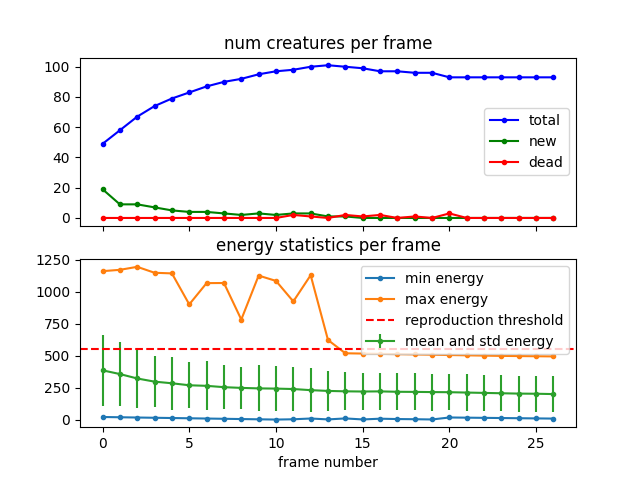 num creatures per frame
100
80
60
40
20
0
total
new
dead
energy statistics per frame
1250
1000
750
500
250
0
min energy
max energy
reproduction threshold
mean and std energy
0 5 10 15 20 25
frame number